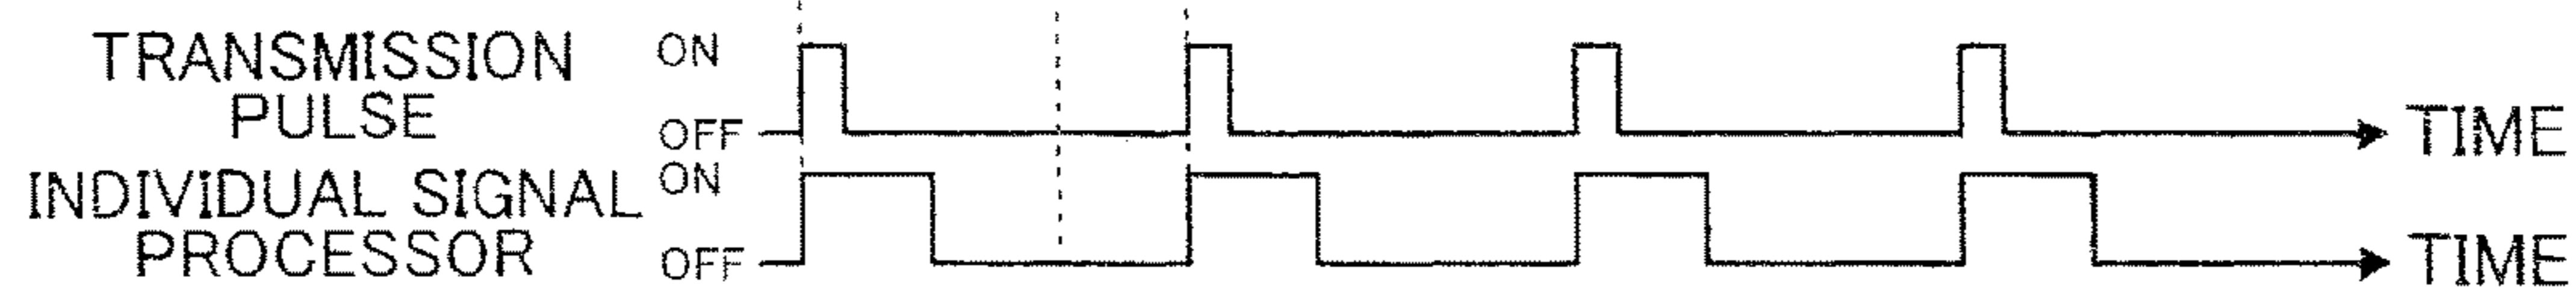 TRANSMISSION
PULSE
ON
OFF
TIME
INDIVIDUAL SIGNAL
PROCESSOR
ON
OFF
TIME